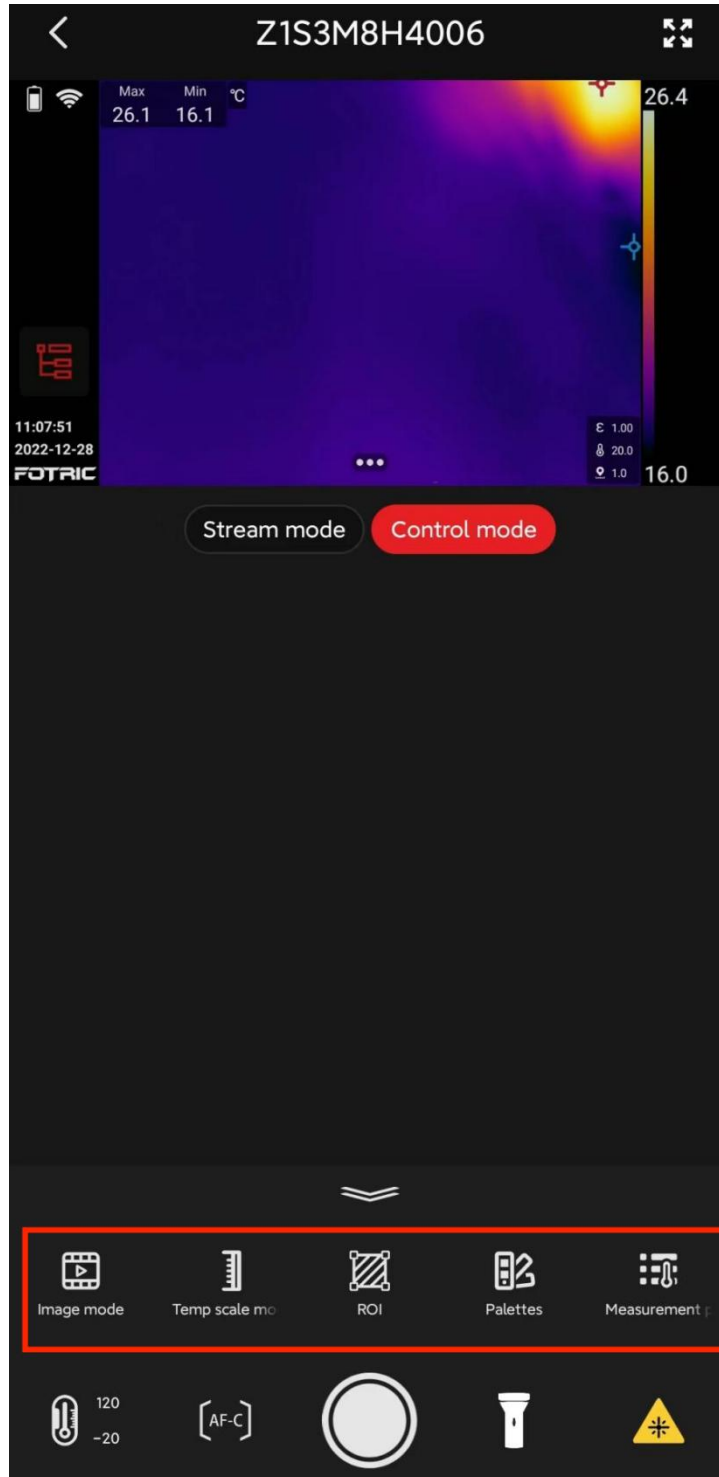 Z1S3M8H4006
Max Min °C
26.1 16.1
26.4
11:07:51
2022-12-28
FOTRIC
ε 1.00
20.0
1.0
16.0
Stream mode Control mode
Image mode Temp scale mo ROI Palettes Measurement p
120
-20
AF-C